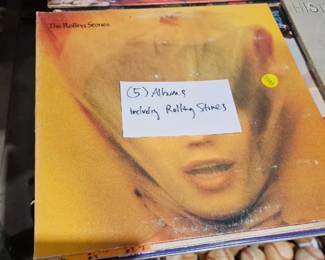 The Rolling Stones
(5) Albums
including Rolling Stones